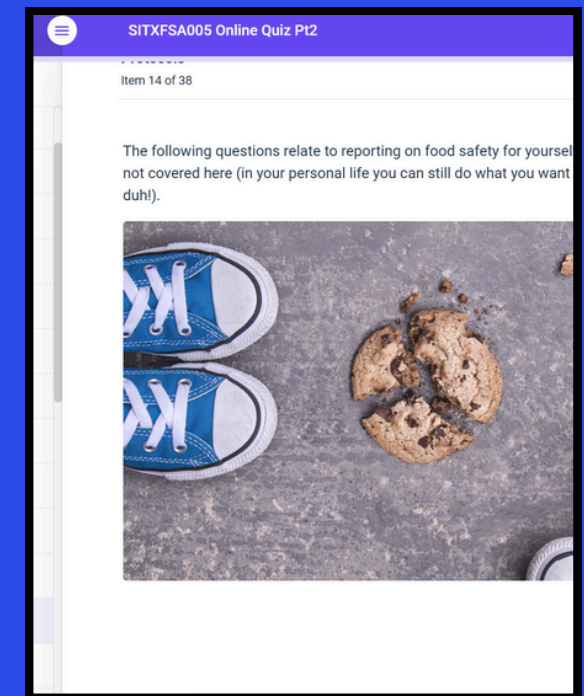 SITXFSA005 Online Quiz Pt2
Item 14 of 38
The following questions relate to reporting on food safety for yoursel
not covered here (in your personal life you can still do what you want
duh!).